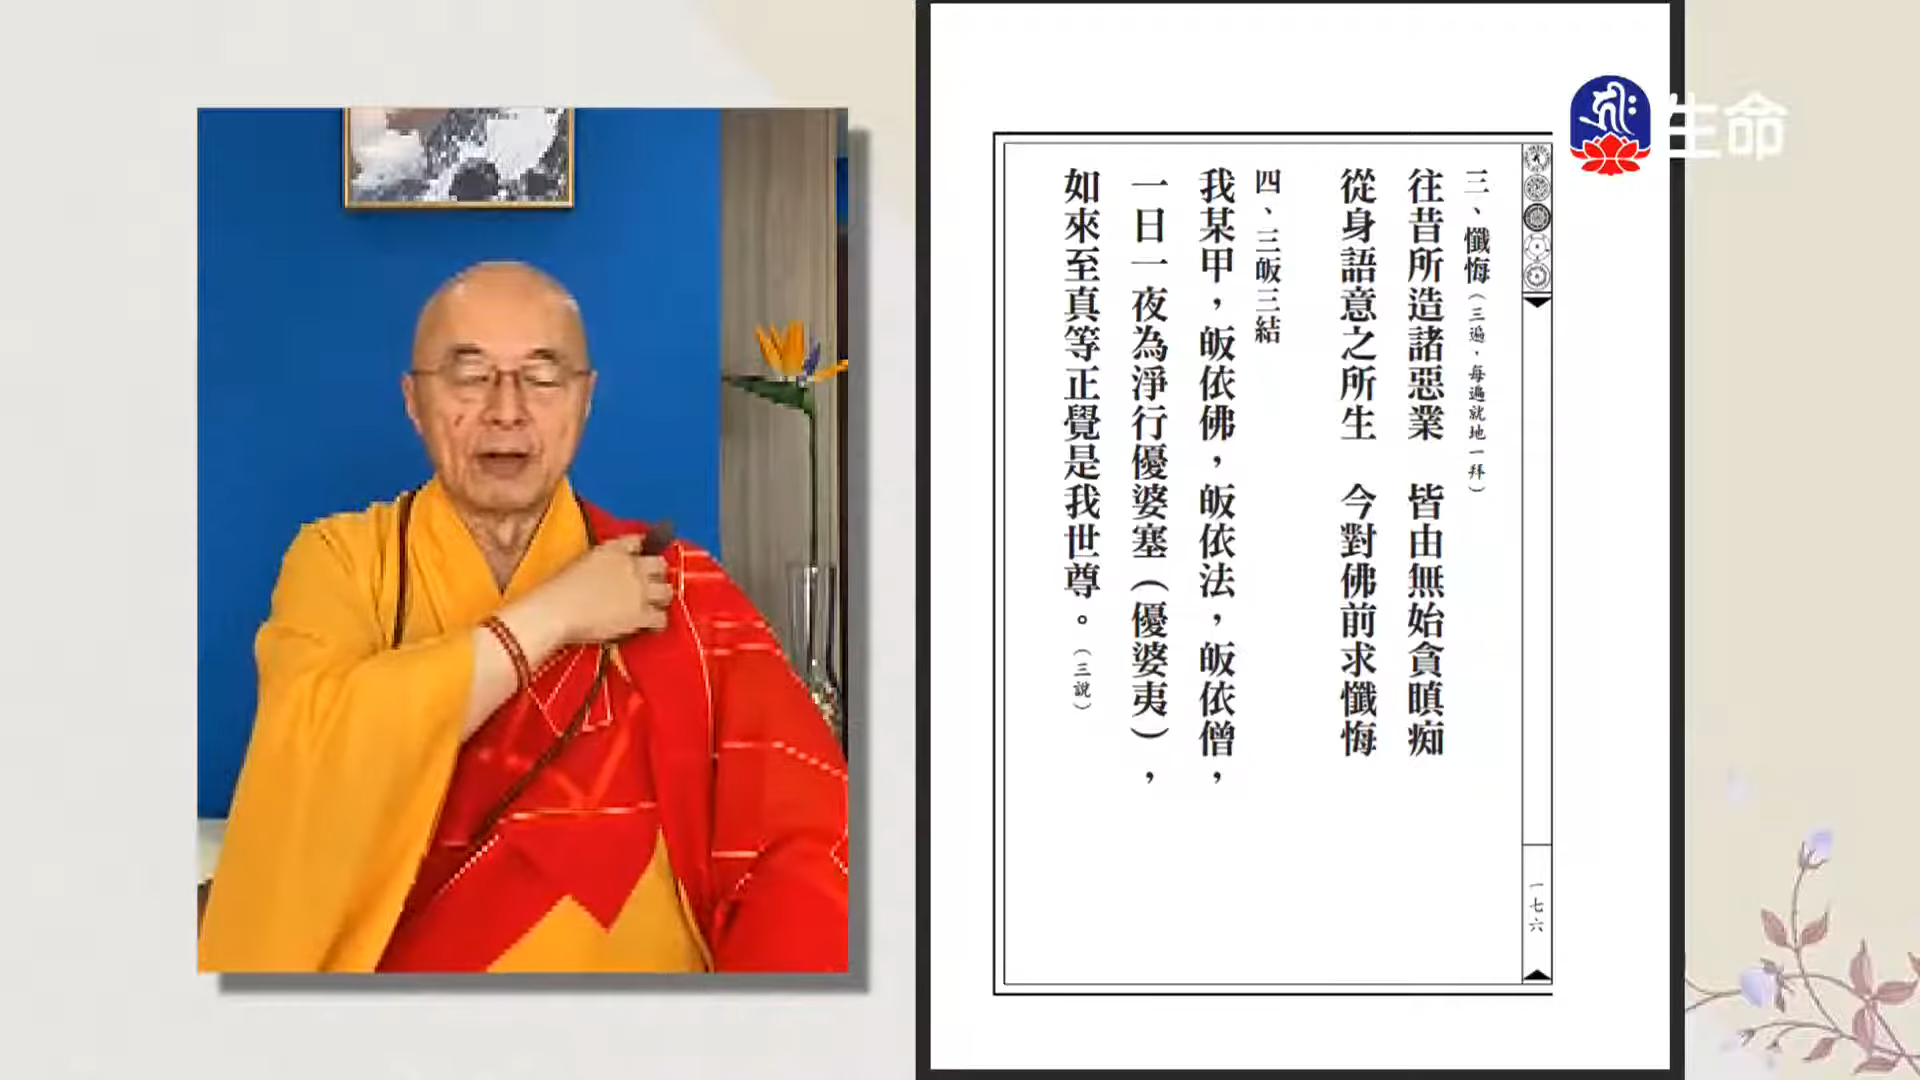 三、懺悔（三遍，每遍就地一拜）
往昔所造諸惡業　皆由無始貪瞋痴
從身語意之所生　今對佛前求懺悔
四、三皈三結
我某甲，皈依佛，皈依法，皈依僧，
一日一夜為淨行優婆塞（優婆夷），
如來至真等正覺是我世尊。（三說）
一七六
生命